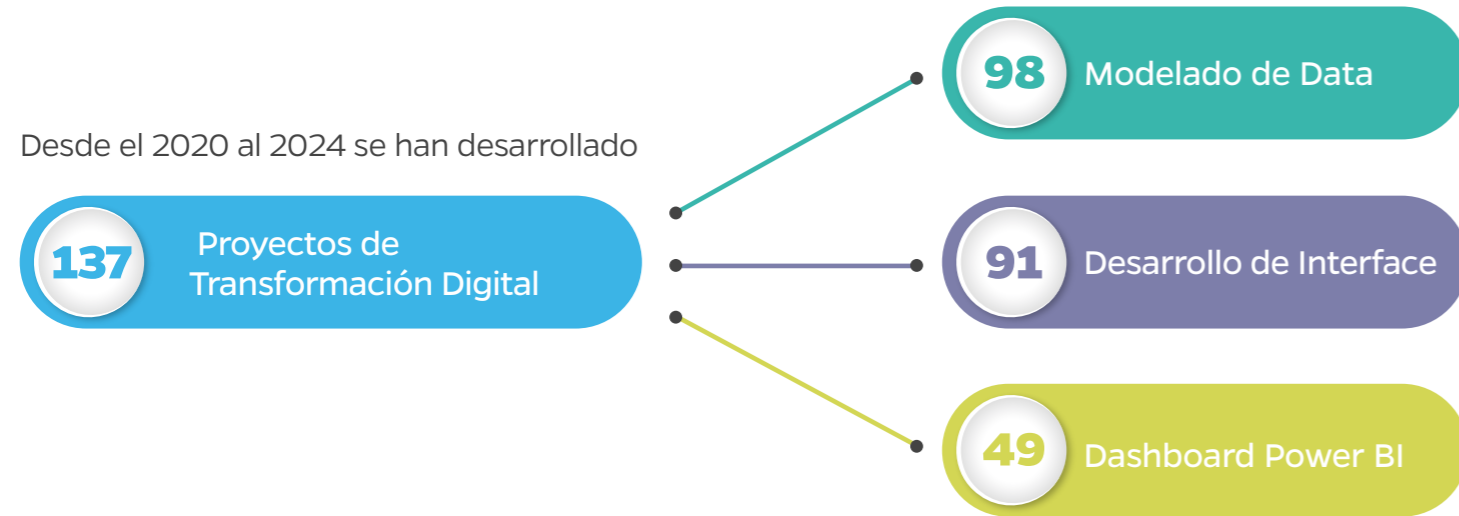 Desde el 2020 al 2024 se han desarrollado
137
Proyectos de
Transformación Digital
98
Modelado de Data
91
Desarrollo de Interface
49
Dashboard Power BI